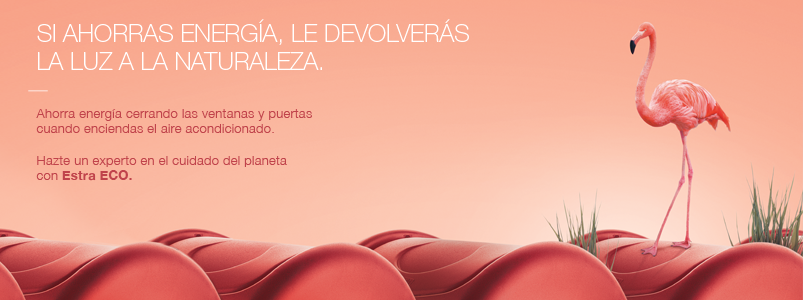 SI AHORRAS ENERGÍA, LE DEVOLVERÁS
LA LUZ A LA NATURALEZA.
Ahorra energía cerrando las ventanas y puertas
cuando enciendas el aire acondicionado.
Hazte un experto en el cuidado del planeta
con Estra ECO.